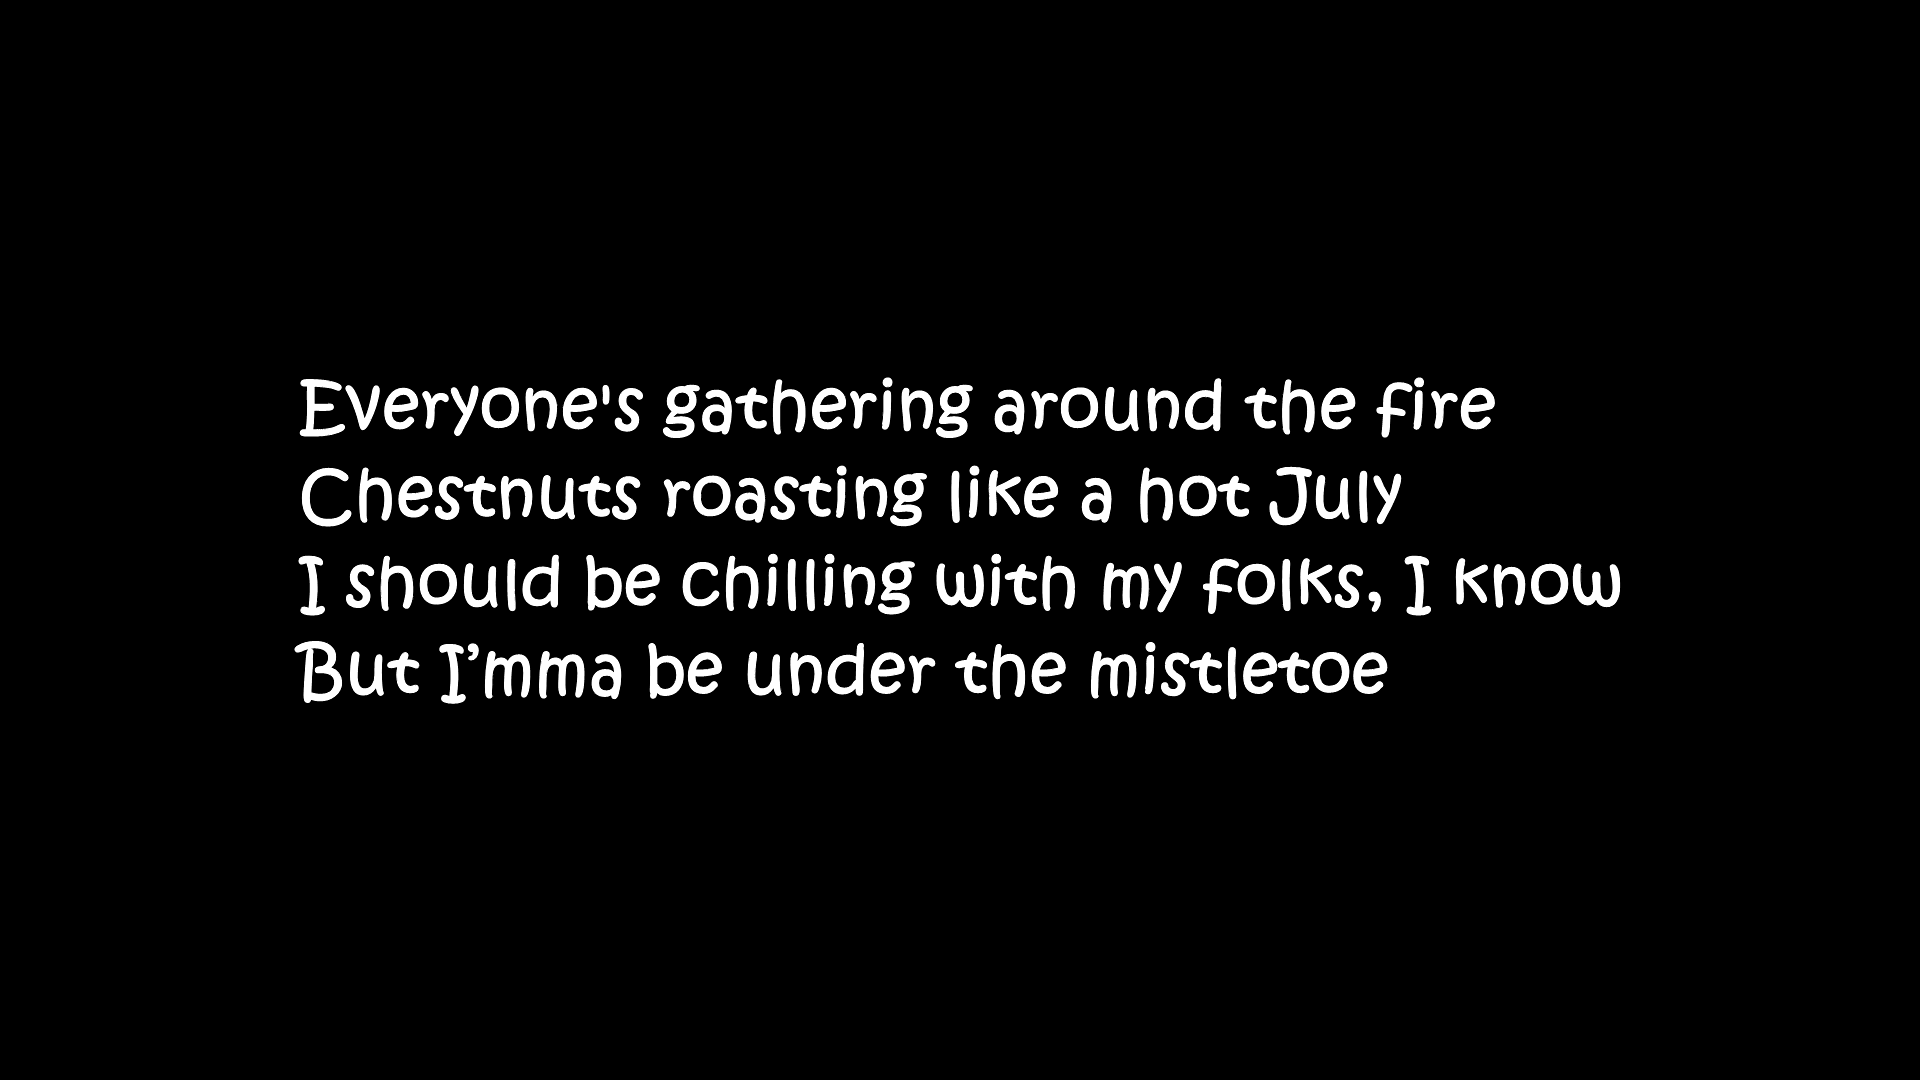 Everyone's gathering around the fire
Chestnuts roasting like a hot July
I should be chilling with my folks, I know
But I’mma be under the mistletoe